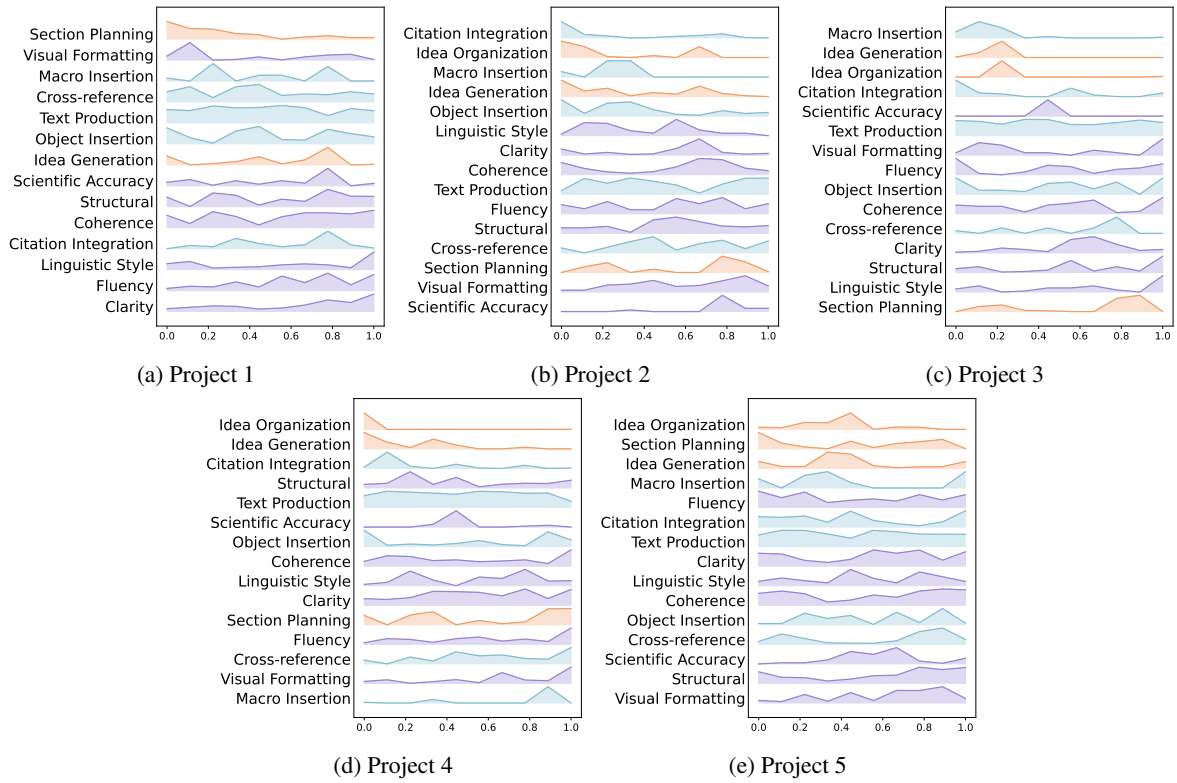 Section Planning
Visual Formatting
Macro Insertion
Cross-reference
Text Production
Object Insertion
Idea Generation
Scientific Accuracy
Structural
Coherence
Citation Integration
Linguistic Style
Fluency
Clarity
0.0 0.2 0.4 0.6 0.8 1.0
(a) Project 1
Citation Integration
Idea Organization
Macro Insertion
Idea Generation
Object Insertion
Linguistic Style
Clarity
Coherence
Text Production
Fluency
Structural
Cross-reference
Section Planning
Visual Formatting
Scientific Accuracy
0.0 0.2 0.4 0.6 0.8 1.0
(b) Project 2
Macro Insertion
Idea Generation
Idea Organization
Citation Integration
Scientific Accuracy
Text Production
Visual Formatting
Fluency
Object Insertion
Coherence
Cross-reference
Clarity
Structural
Linguistic Style
Section Planning
0.0 0.2 0.4 0.6 0.8 1.0
(c) Project 3
Idea Organization
Idea Generation
Citation Integration
Structural
Text Production
Scientific Accuracy
Object Insertion
Coherence
Linguistic Style
Clarity
Section Planning
Fluency
Cross-reference
Visual Formatting
Macro Insertion
0.0 0.2 0.4 0.6 0.8 1.0
(d) Project 4
Idea Organization
Section Planning
Idea Generation
Macro Insertion
Fluency
Citation Integration
Text Production
Clarity
Linguistic Style
Coherence
Object Insertion
Cross-reference
Scientific Accuracy
Structural
Visual Formatting
0.0 0.2 0.4 0.6 0.8 1.0
(e) Project 5